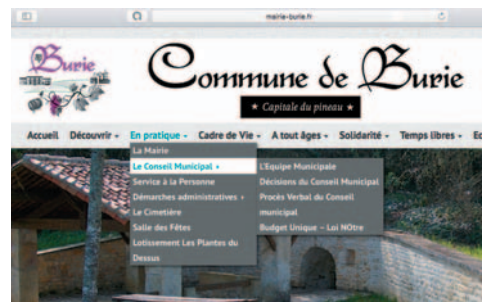 mairie-burie.fr
Burie
Commune de Burie
★ Capitale du pineau ★
Accueil Découvrir En pratique Cadre de Vie A tout âges Solidarité Temps libres Ec
La Mairie
Le Conseil Municipal
Service à la Personne
Démarches administratives
Le Cimetière
Salle des Fêtes
Lotissement Les Plantes du
Dessus
L'Equipe Municipale
Décisions du Conseil Municipal
Procès Verbal du Conseil
municipal
Budget Unique – Loi NOtre